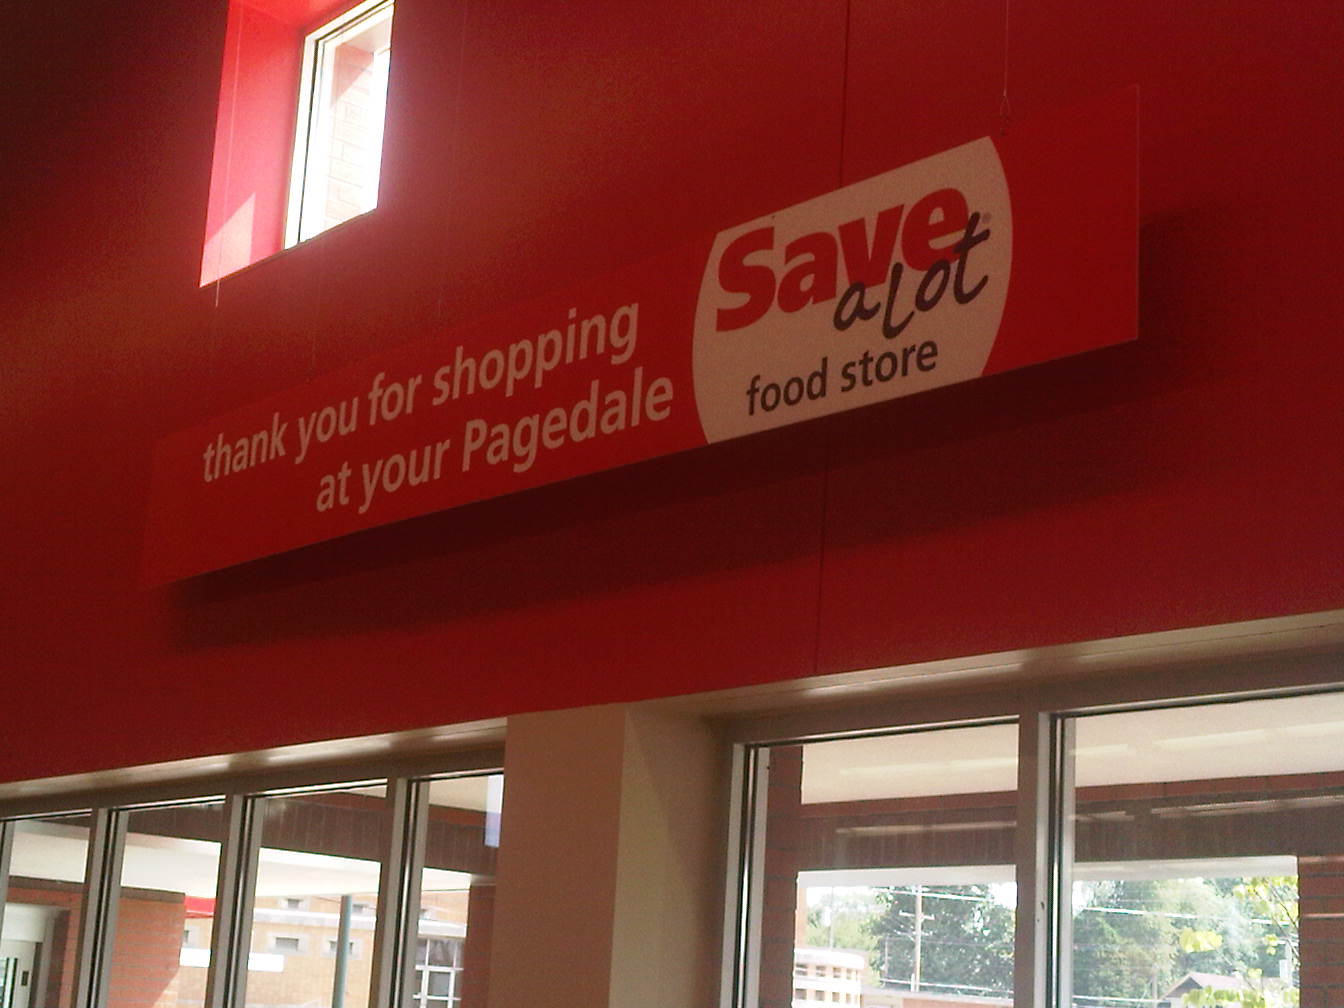 thank you for shopping
at your Pagedale
Save
a lot
food store